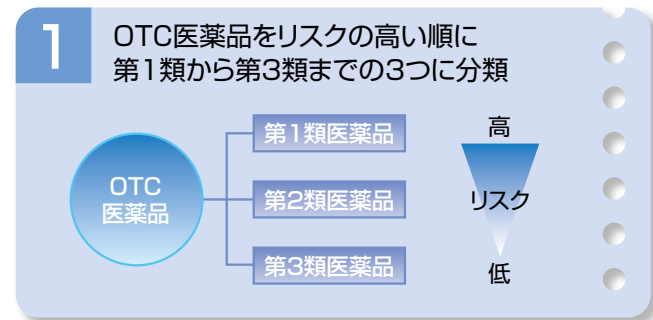 1
OTC医薬品をリスクの高い順に
第1類から第3類までの3つに分類
OTC
医薬品
第1類医薬品
第2類医薬品
第3類医薬品
高
リスク
低